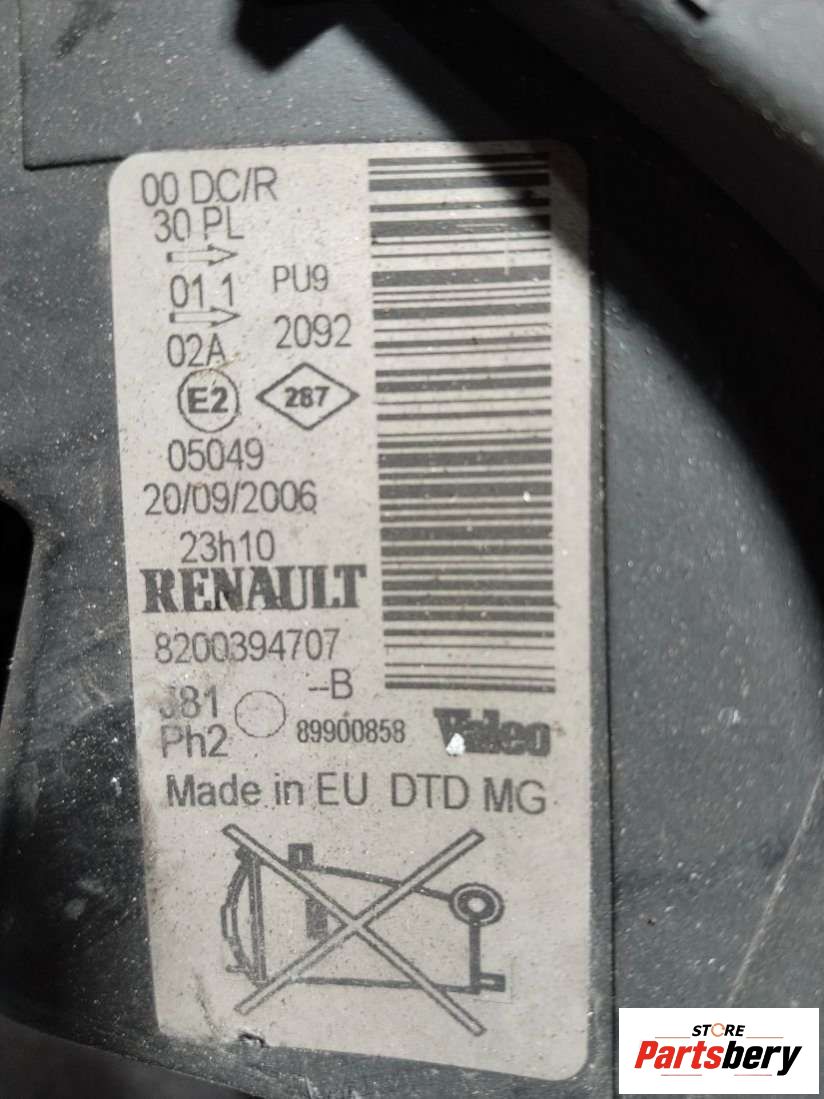 00 DC/R
30 PL
01 1 PU9
02A 2092
E2 287
05049
20/09/2006
23h10
RENAULT
8200394707
J81 --B
Ph2 89900858 Valeo
Made in EU DTD MG
STORE
Partsbery